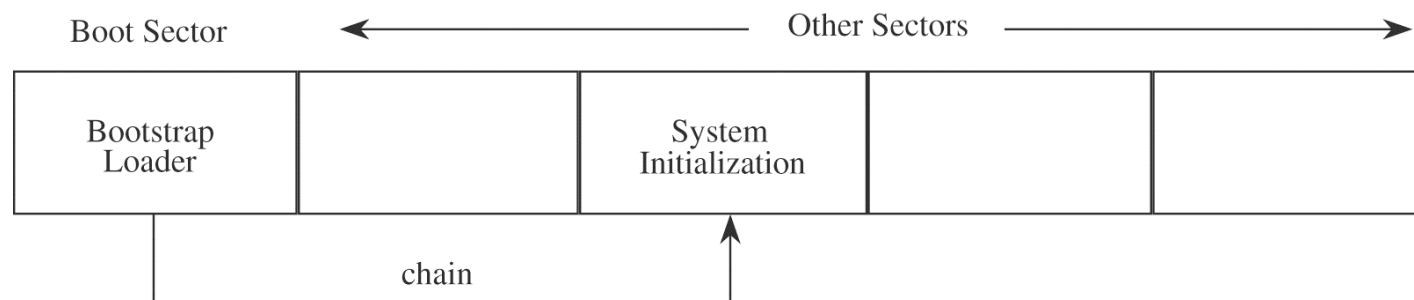 Boot Sector
Other Sectors
Bootstrap
Loader
System
Initialization
chain